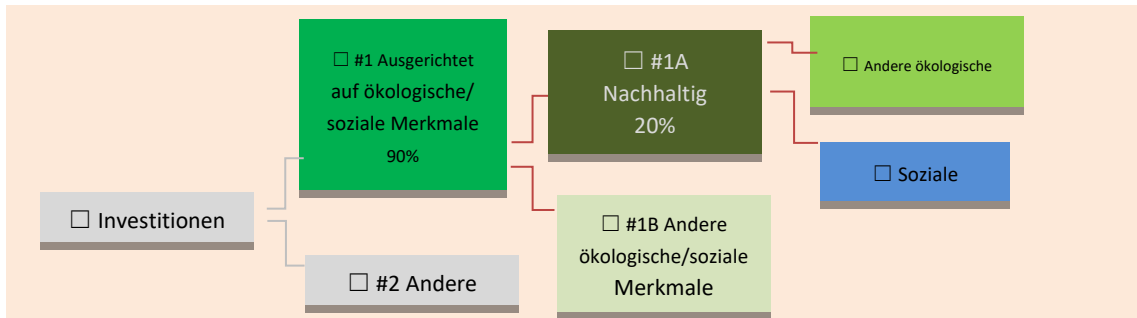 ☐ Investitionen
☐ #1 Ausgerichtet
auf ökologische/
soziale Merkmale
90%
☐ #2 Andere
☐ #1A
Nachhaltig
20%
☐ #1B Andere
ökologische/soziale
Merkmale
☐ Andere ökologische
☐ Soziale